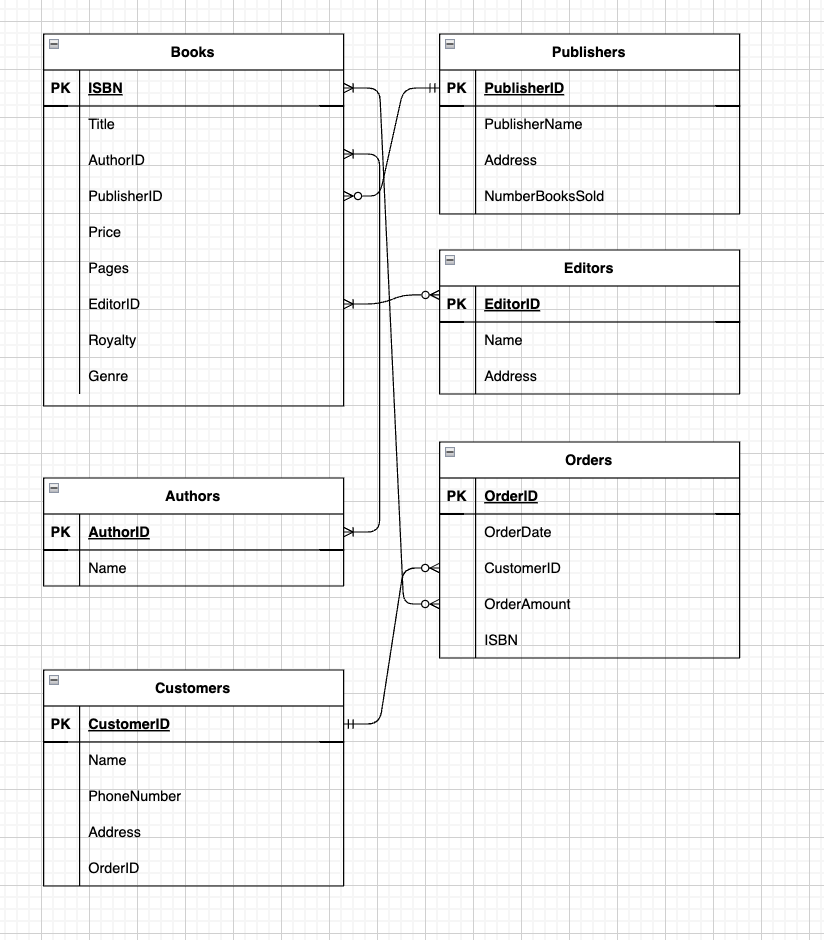 Books
PK ISBN
Title
AuthorID
PublisherID
Price
Pages
EditorID
Royalty
Genre
Publishers
PK PublisherID
PublisherName
Address
NumberBooksSold
Editors
PK EditorID
Name
Address
Authors
PK AuthorID
Name
Orders
PK OrderID
OrderDate
CustomerID
OrderAmount
ISBN
Customers
PK CustomerID
Name
PhoneNumber
Address
OrderID